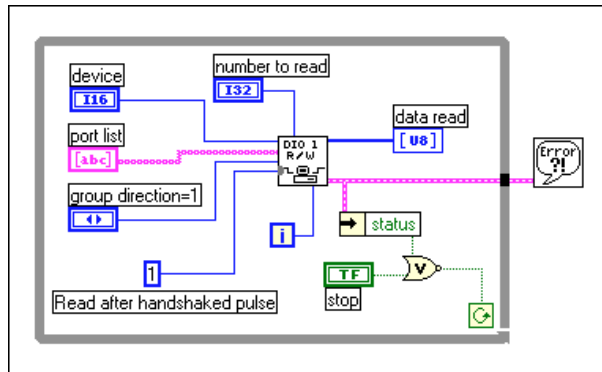 number to read
device
I32
I16
data read
port list
DIO 1
R/W
[U8]
[abc]
Error
?!
group direction=1
status
i
1
TF
V
Read after handshaked pulse
stop